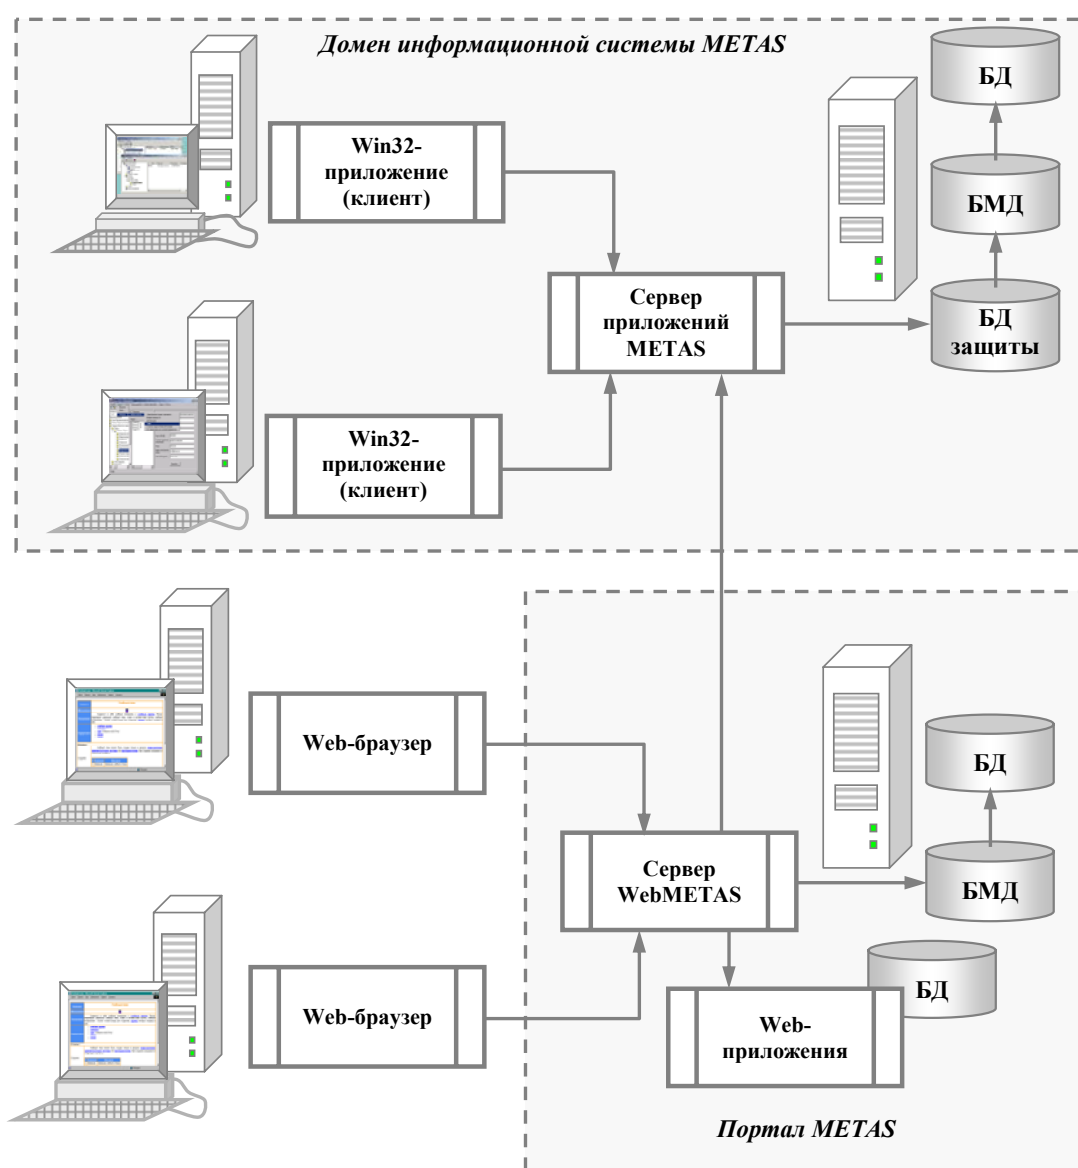 Домен информационной системы METAS
БД
Win32-
приложение
(клиент)
БМД
Сервер
приложений
METAS
БД
защиты
Win32-
приложение
(клиент)
Web-браузер
БД
Сервер
WebMETAS
БМД
Web-браузер
БД
Web-
приложения
Портал METAS